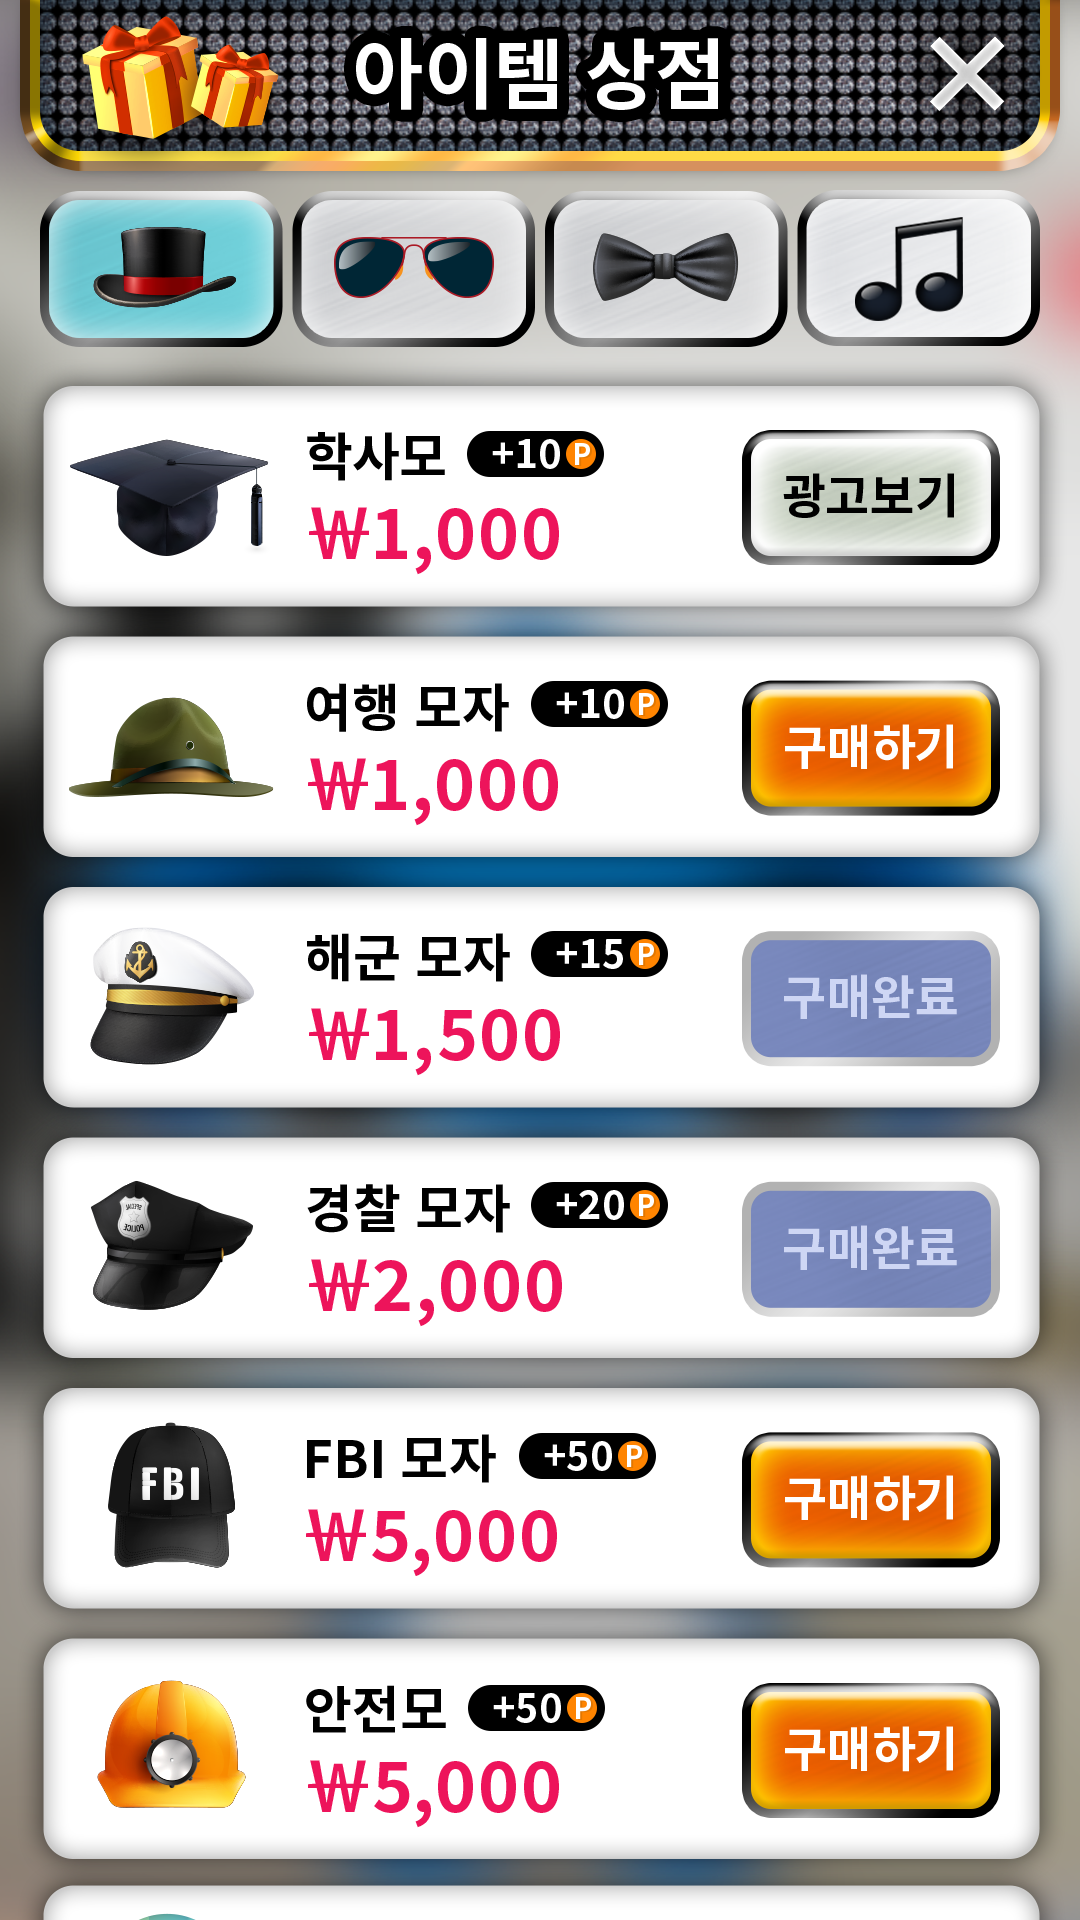 아이템 상점
학사모 +10 P
₩1,000
광고보기
여행 모자 +10 P
₩1,000
구매하기
해군 모자 +15 P
₩1,500
구매완료
경찰 모자 +20 P
₩2,000
구매완료
POLICE
FBI 모자 +50 P
₩5,000
구매하기
FBI
안전모 +50 P
₩5,000
구매하기